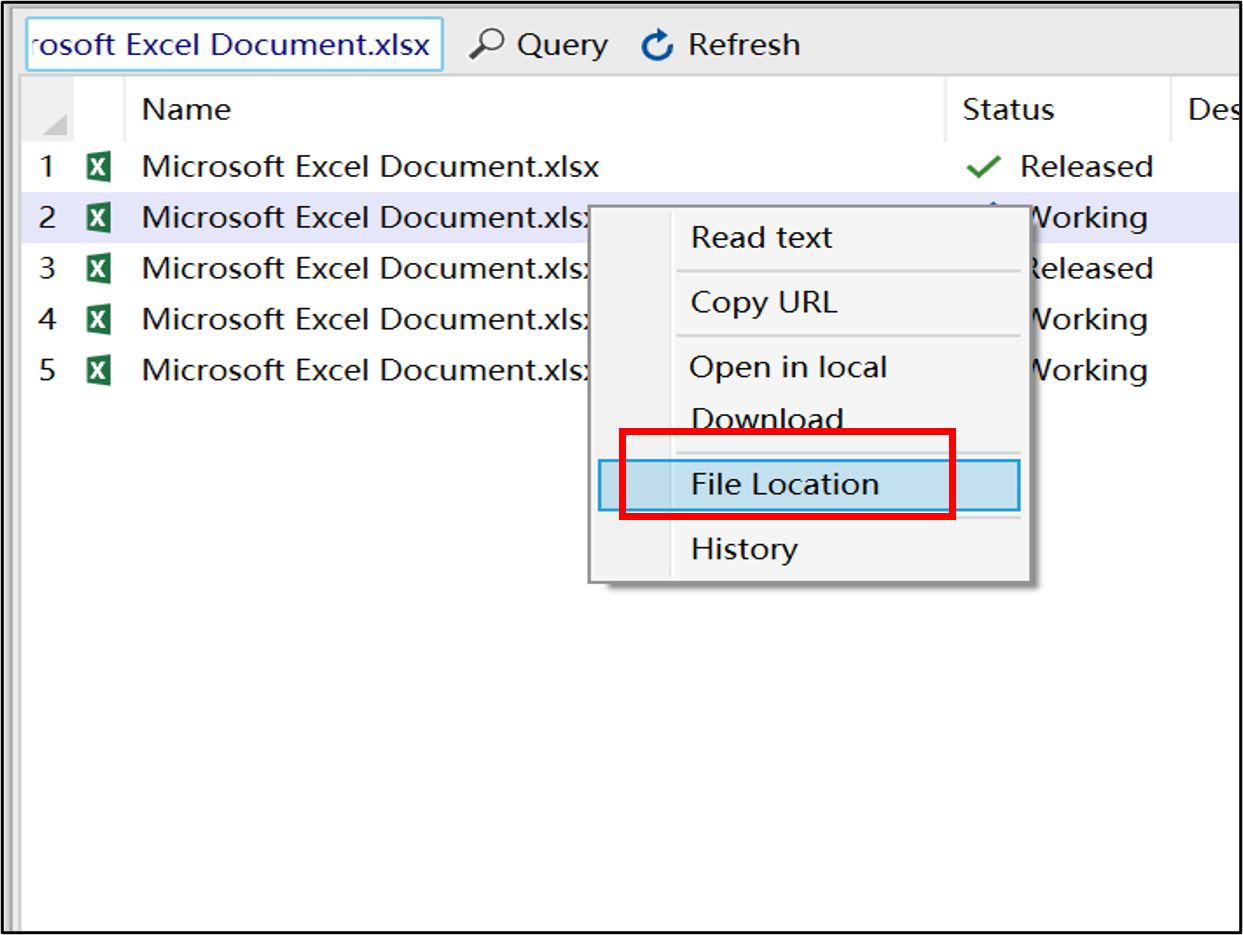 rosoft Excel Document.xlsx Query Refresh
Name Status Des
1 Microsoft Excel Document.xlsx Released
2 Microsoft Excel Document.xlsx Working
3 Microsoft Excel Document.xlsx Released
4 Microsoft Excel Document.xlsx Working
5 Microsoft Excel Document.xlsx Working
Read text
Copy URL
Open in local
Download
File Location
History